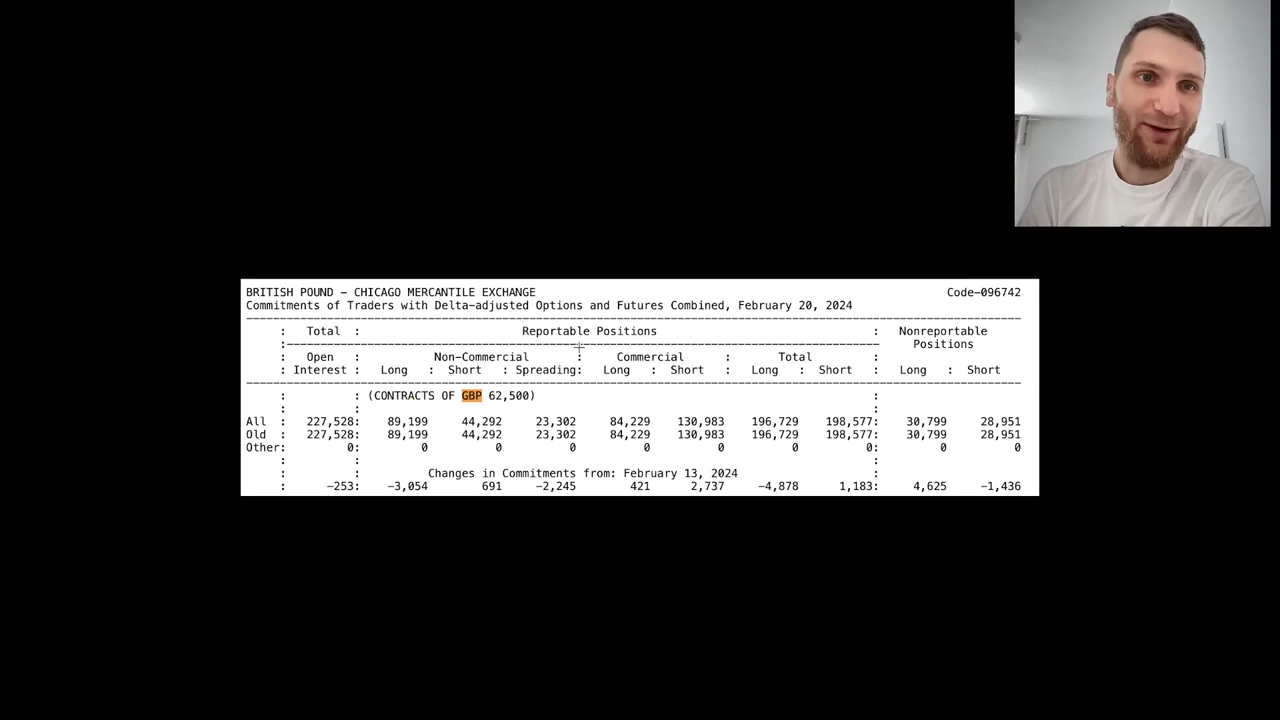 BRITISH POUND – CHICAGO MERCANTILE EXCHANGE Code-096742
Commitments of Traders with Delta-adjusted Options and Futures Combined, February 20, 2024
: Total : Reportable Positions : Nonreportable
Positions
: Open : Non-Commercial : Commercial : Total :
: Interest : Long : Short : Spreading: Long : Short : Long : Short : Long : Short
: : (CONTRACTS OF GBP 62,500) :
: : :
All : 227,528: 89,199 44,292 23,302 84,229 130,983 196,729 198,577: 30,799 28,951
Old : 227,528: 89,199 44,292 23,302 84,229 130,983 196,729 198,577: 30,799 28,951
Other: 0: 0 0 0 0 0 0 0: 0 0
: : :
: : Changes in Commitments from: February 13, 2024 :
: -253: -3,054 691 -2,245 421 2,737 -4,878 1,183: 4,625 -1,436